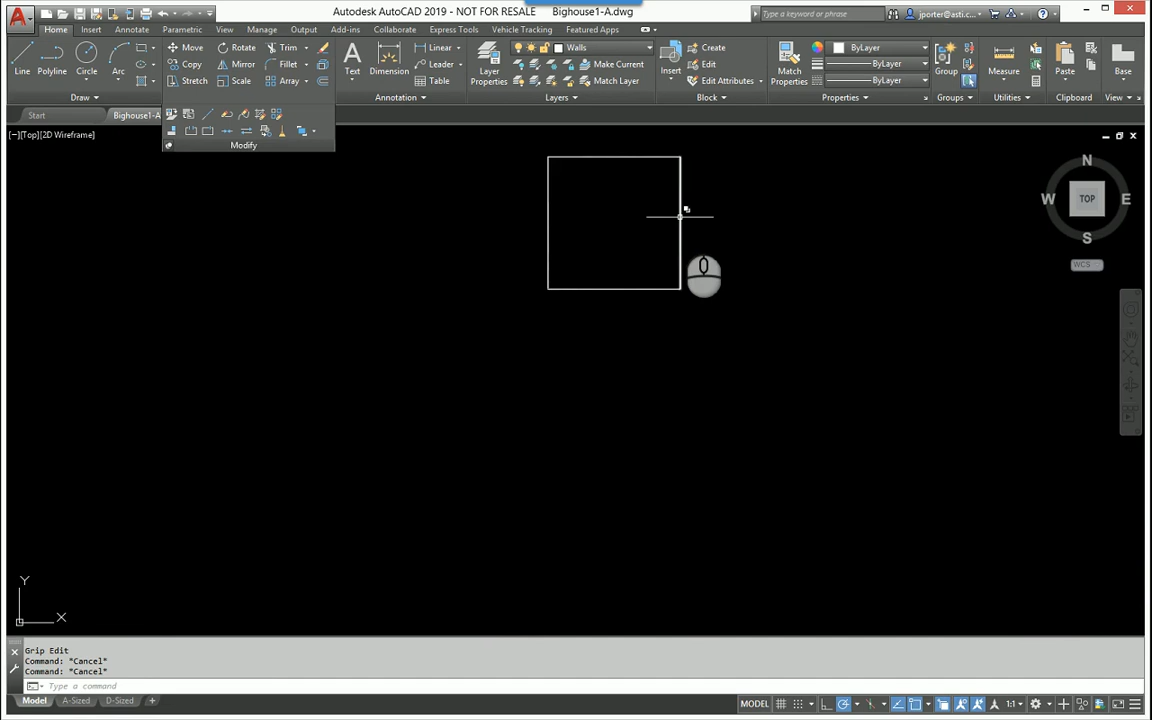 Autodesk AutoCAD 2019 - NOT FOR RESALE Bighouse1-A.dwg
Type a keyword or phrase
jporter@asti.c...
Home Insert Annotate Parametric View Manage Output Add-ins Collaborate Express Tools Vehicle Tracking Featured Apps
Line Polyline Circle Arc
Move Rotate Trim
Copy Mirror Fillet
Stretch Scale Array
Text Dimension
Linear
Leader
Table
Layer Properties
Walls
Make Current
Match Layer
Insert
Create
Edit
Edit Attributes
Match Properties
ByLayer
ByLayer
ByLayer
Group
Measure
Paste
Base
Draw
Annotation
Layers
Block
Properties
Groups
Utilities
Clipboard
View
Start
Bighouse1-A
Modify
[−][Top][2D Wireframe]
N
W TOP E
S
WCS
Y
X
Grip Edit
Command: *Cancel*
Command: *Cancel*
Type a command
Model A-Sized D-Sized +
MODEL
1:1